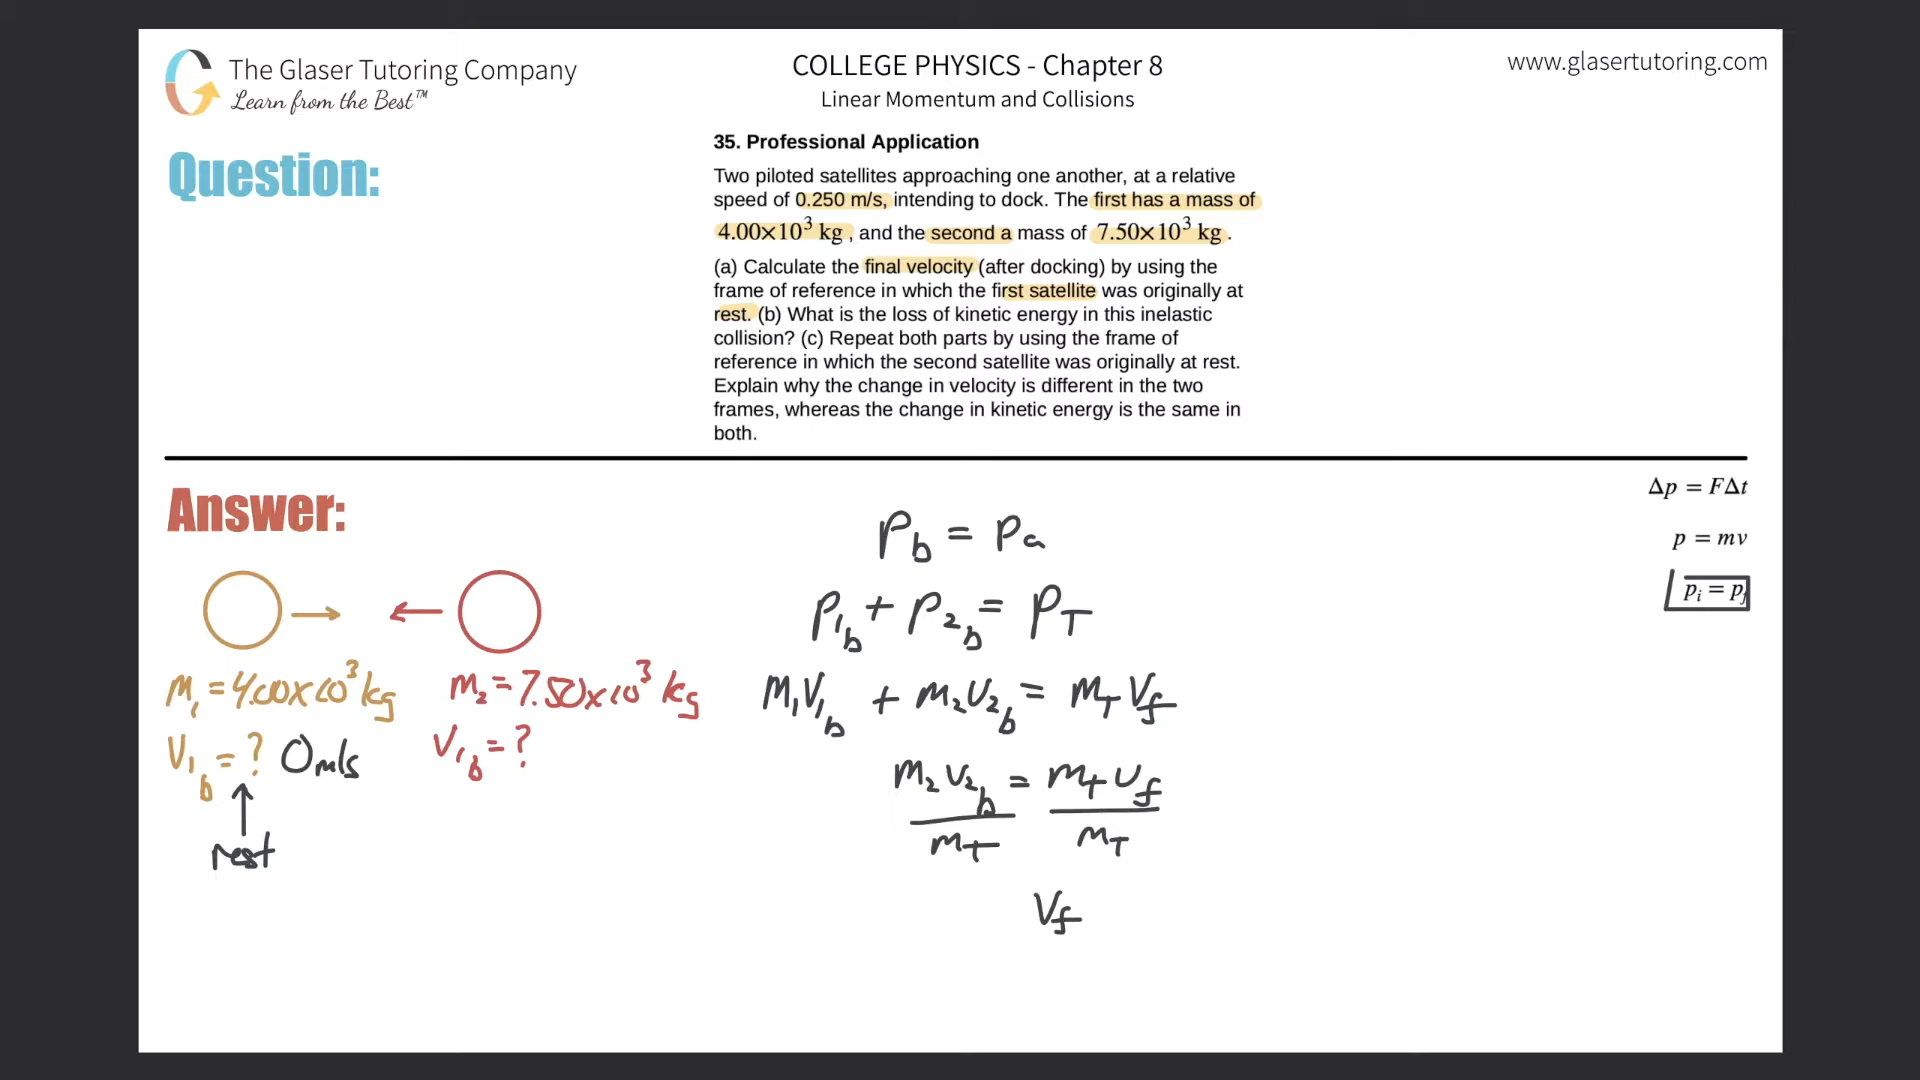 The Glaser Tutoring Company
Learn from the Best™
COLLEGE PHYSICS - Chapter 8
Linear Momentum and Collisions
www.glasertutoring.com
Question:
35. Professional Application
Two piloted satellites approaching one another, at a relative
speed of 0.250 m/s, intending to dock. The first has a mass of
4.00×10³ kg , and the second a mass of 7.50×10³ kg .
(a) Calculate the final velocity (after docking) by using the
frame of reference in which the first satellite was originally at
rest. (b) What is the loss of kinetic energy in this inelastic
collision? (c) Repeat both parts by using the frame of
reference in which the second satellite was originally at rest.
Explain why the change in velocity is different in the two
frames, whereas the change in kinetic energy is the same in
both.
Answer:
M₁ = 4.00x10³ kg
V₁b = ? 0 m/s
rest
m₂ = 7.50x10³ kg
V₁b = ?
Pb = Pa
P₁b + P₂b = PT
M₁V₁b + m₂v₂b = mT Vf
m₂v₂b / mT = mT vf / mT
Vf
Δp = FΔt
p = mv
pᵢ = pf